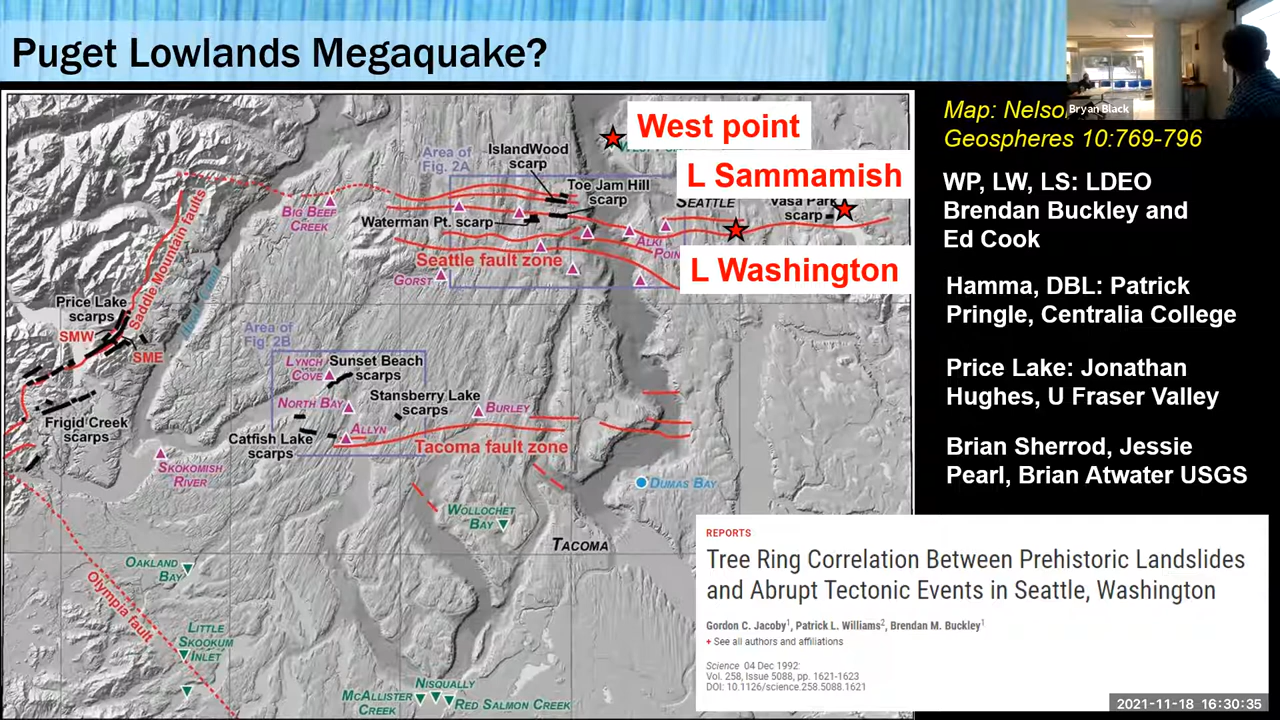 Puget Lowlands Megaquake?
Bryan Black
Map: Nelso
Geospheres 10:769-796
WP, LW, LS: LDEO
Brendan Buckley and
Ed Cook
Hamma, DBL: Patrick
Pringle, Centralia College
Price Lake: Jonathan
Hughes, U Fraser Valley
Brian Sherrod, Jessie
Pearl, Brian Atwater USGS
West point
L Sammamish
L Washington
Area of
Fig. 2A
IslandWood
scarp
Toe Jam Hill
scarp
SEATTLE
Vasa Park
scarp
BIG BEEF
CREEK
Waterman Pt. scarp
ALKI
POIN
Seattle fault zone
GORST
Saddle Mountain faults
Price Lake
scarps
SMW
SME
Area of
Fig. 2B
LYNCH
COVE
Sunset Beach
scarps
NORTH BAY
Stansberry Lake
scarps
BURLEY
Frigid Creek
scarps
Catfish Lake
scarps
ALLYN
Tacoma fault zone
SKOKOMISH
RIVER
DUMAS BAY
WOLLOCHET
BAY
TACOMA
OAKLAND
BAY
Olympia fault
LITTLE
SKOOKUM
INLET
MCALLISTER
CREEK
NISQUALLY
RED SALMON CREEK
REPORTS
Tree Ring Correlation Between Prehistoric Landslides
and Abrupt Tectonic Events in Seattle, Washington
Gordon C. Jacoby1, Patrick L. Williams2, Brendan M. Buckley1
+ See all authors and affiliations
Science 04 Dec 1992:
Vol. 258, Issue 5088, pp. 1621-1623
DOI: 10.1126/science.258.5088.1621
2021-11-18 16:30:35